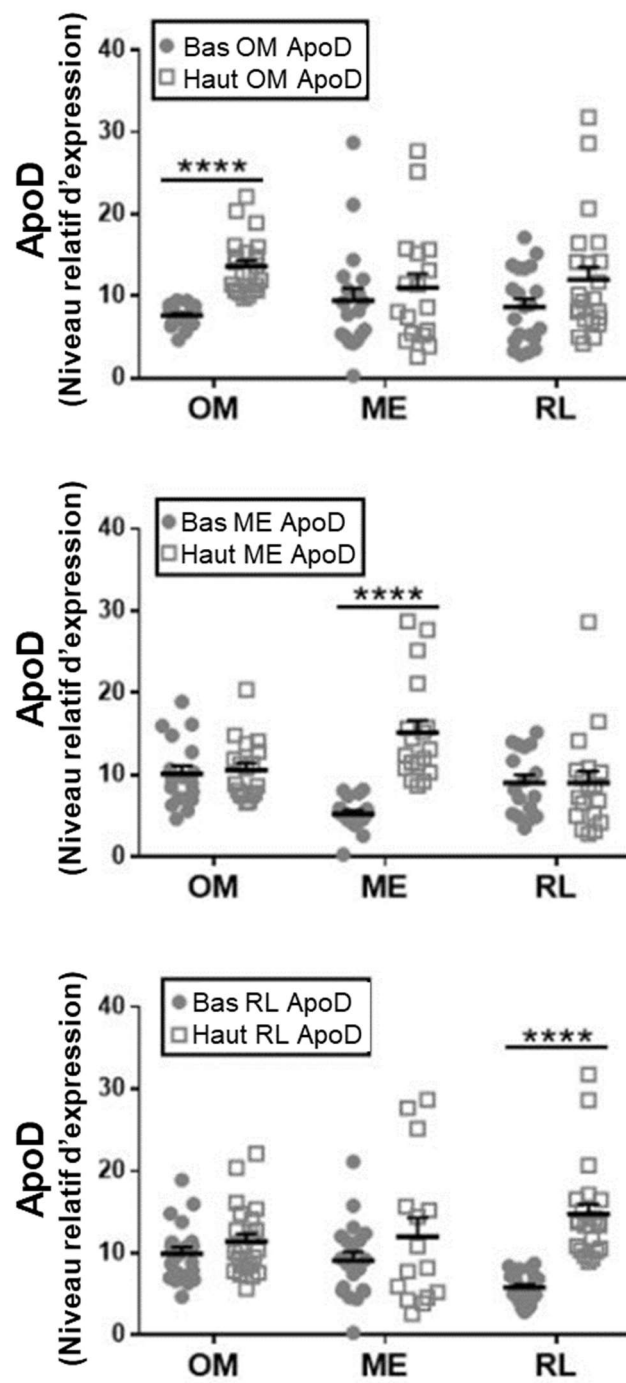 ApoD
(Niveau relatif d'expression)
40
30
20
10
0
Bas OM ApoD
Haut OM ApoD
****
OM ME RL
ApoD
(Niveau relatif d'expression)
40
30
20
10
0
Bas ME ApoD
Haut ME ApoD
****
OM ME RL
ApoD
(Niveau relatif d'expression)
40
30
20
10
0
Bas RL ApoD
Haut RL ApoD
****
OM ME RL